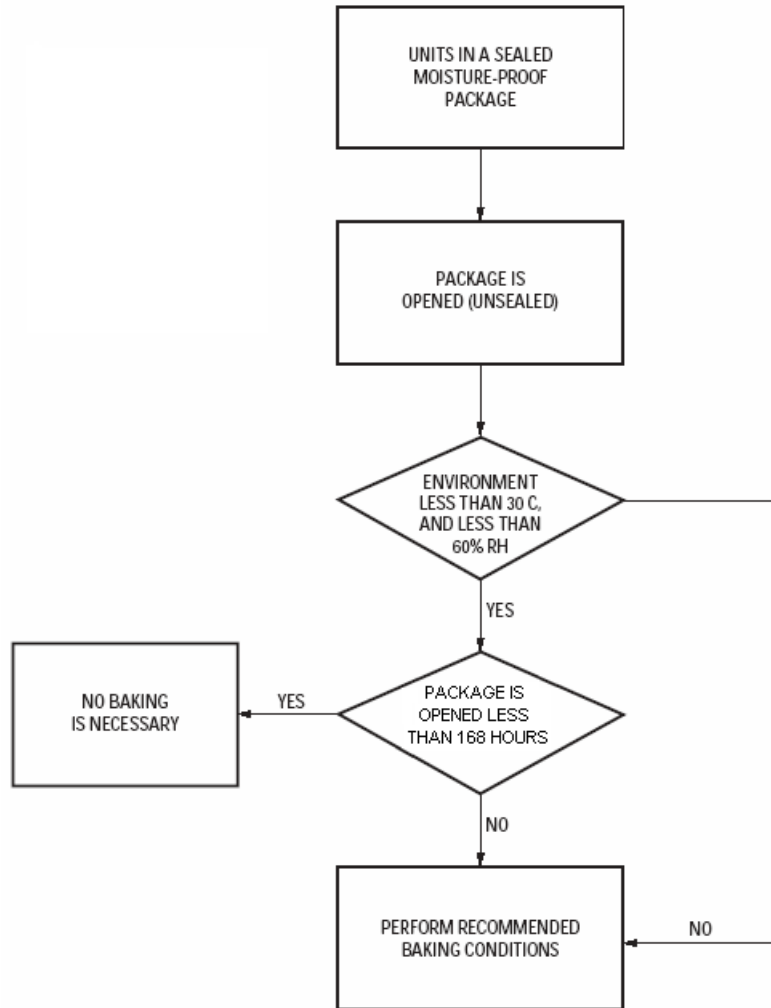 UNITS IN A SEALED
MOISTURE-PROOF
PACKAGE
PACKAGE IS
OPENED (UNSEALED)
ENVIRONMENT
LESS THAN 30 C,
AND LESS THAN
60% RH
YES
PACKAGE IS
OPENED LESS
THAN 168 HOURS
YES
NO BAKING
IS NECESSARY
NO
PERFORM RECOMMENDED
BAKING CONDITIONS
NO